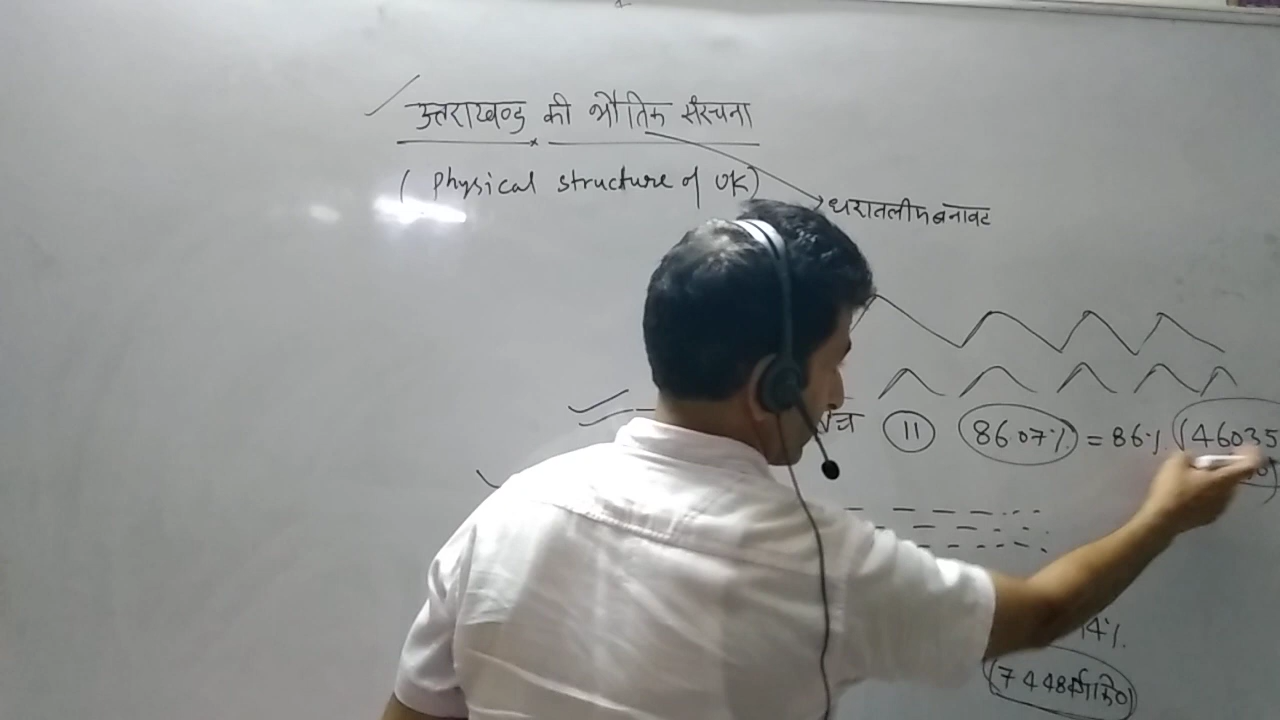 उत्तराखण्ड की भौतिक संरचना
( Physical structure of UK)
धरातलीय बनावट
11 86.07% = 86% (46035
14%
(7448 वर्ग कि०)